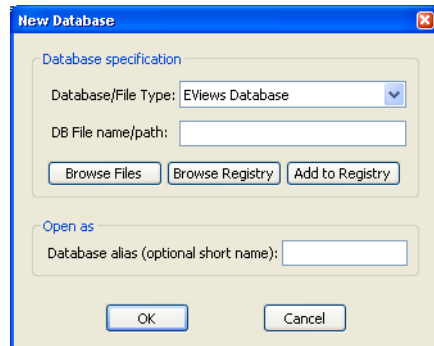 New Database
Database specification
Database/File Type: EViews Database
DB File name/path:
Browse Files Browse Registry Add to Registry
Open as
Database alias (optional short name):
OK Cancel